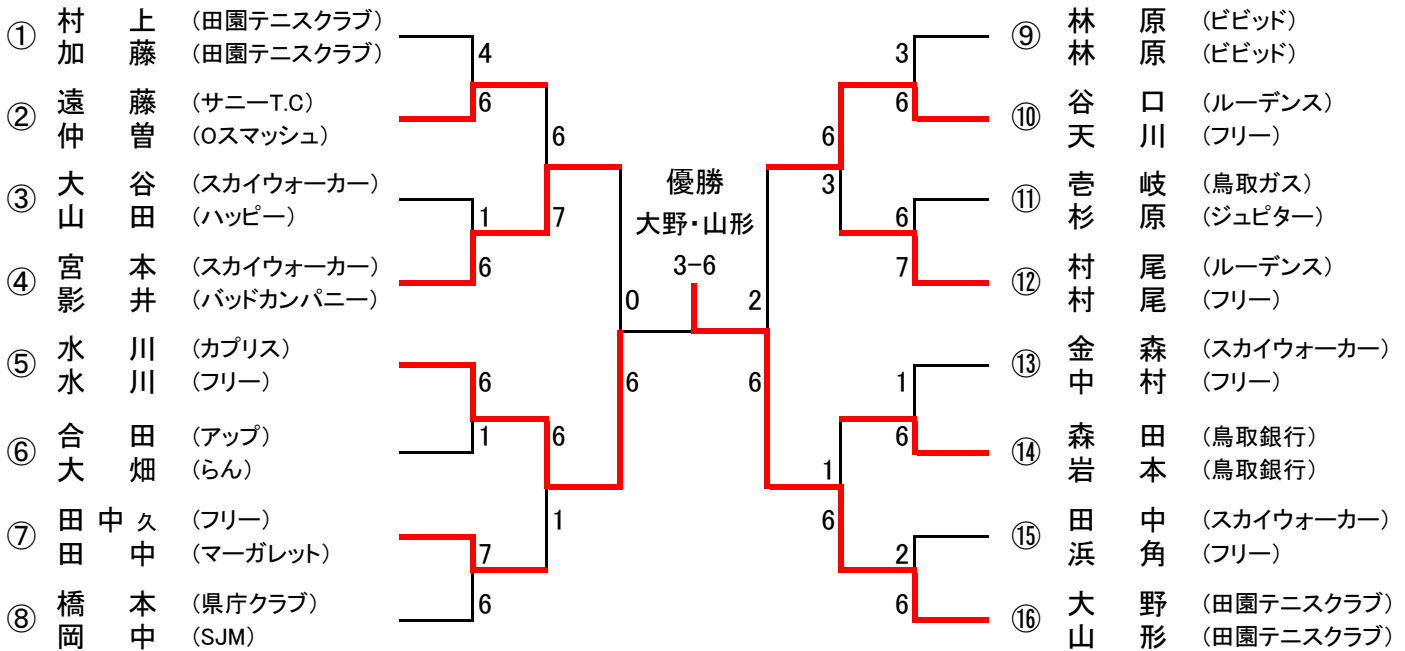 ① 村 上 (田園テニスクラブ)
加 藤 (田園テニスクラブ)
② 遠 藤 (サニーT.C)
仲 曽 (Oスマッシュ)
③ 大 谷 (スカイウォーカー)
山 田 (ハッピー)
④ 宮 本 (スカイウォーカー)
影 井 (バッドカンパニー)
⑤ 水 川 (カプリス)
水 川 (フリー)
⑥ 合 田 (アップ)
大 畑 (らん)
⑦ 田 中 久 (フリー)
田 中 (マーガレット)
⑧ 橋 本 (県庁クラブ)
岡 中 (SJM)
4
6
1
6
6
1
7
6
6
7
6
1
0
6
優勝
大野・山形
3-6
2
6
6
3
1
6
3
6
6
7
1
6
2
6
⑨ 林 原 (ビビッド)
林 原 (ビビッド)
⑩ 谷 口 (ルーデンス)
天 川 (フリー)
⑪ 壱 岐 (鳥取ガス)
杉 原 (ジュピター)
⑫ 村 尾 (ルーデンス)
村 尾 (フリー)
⑬ 金 森 (スカイウォーカー)
中 村 (フリー)
⑭ 森 田 (鳥取銀行)
岩 本 (鳥取銀行)
⑮ 田 中 (スカイウォーカー)
浜 角 (フリー)
⑯ 大 野 (田園テニスクラブ)
山 形 (田園テニスクラブ)